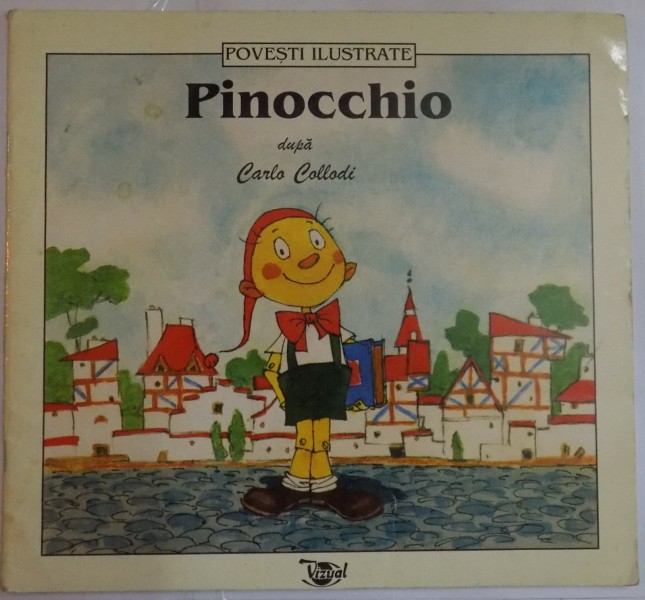 POVEȘTI ILUSTRATE
Pinocchio
după
Carlo Collodi
Vizual